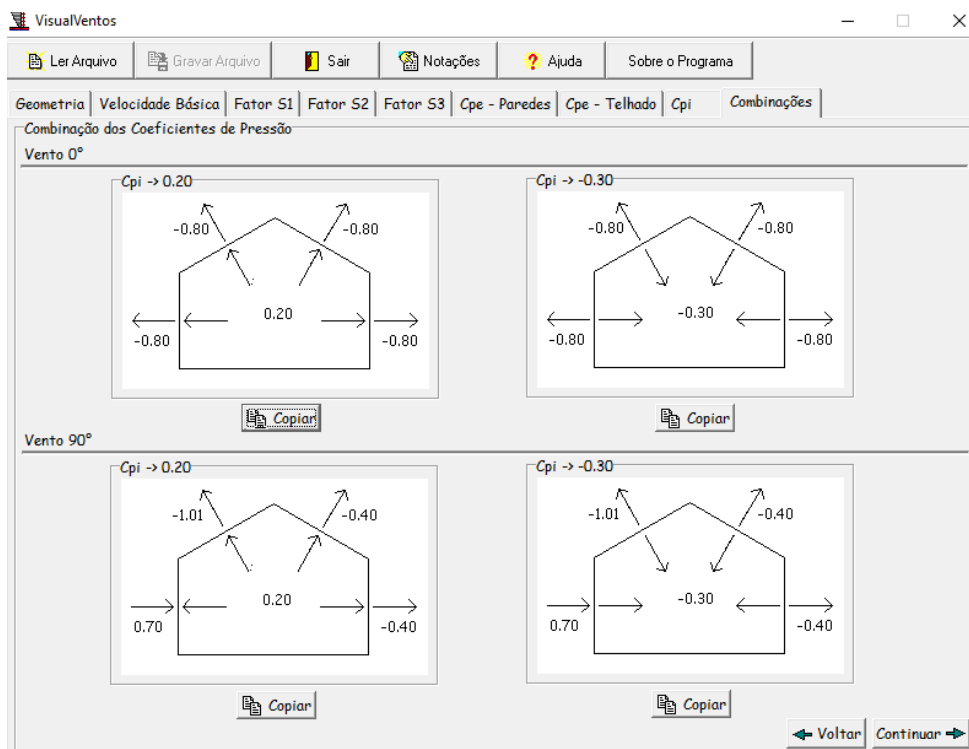 VisualVentos
Ler Arquivo Gravar Arquivo Sair Notações ? Ajuda Sobre o Programa
Geometria Velocidade Básica Fator S1 Fator S2 Fator S3 Cpe - Paredes Cpe - Telhado Cpi Combinações
Combinação dos Coeficientes de Pressão
Vento 0°
Cpi -> 0.20
-0.80 -0.80
0.20
-0.80 -0.80
Copiar
Cpi -> -0.30
-0.80 -0.80
-0.30
-0.80 -0.80
Copiar
Vento 90°
Cpi -> 0.20
-1.01 -0.40
0.20
0.70 -0.40
Copiar
Cpi -> -0.30
-1.01 -0.40
-0.30
0.70 -0.40
Copiar
Voltar Continuar